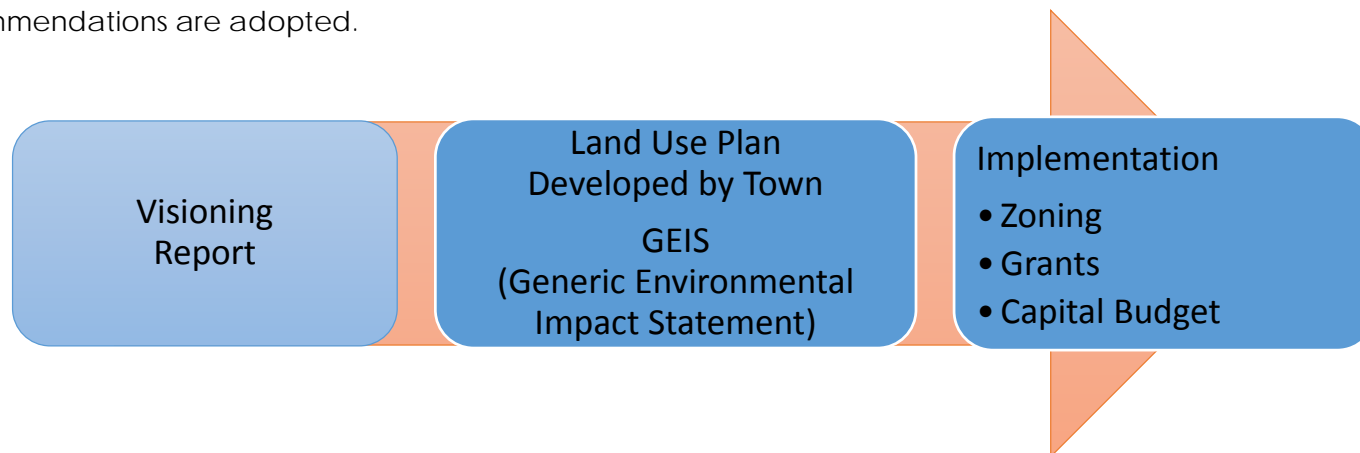 mmendations are adopted.
Visioning
Report
Land Use Plan
Developed by Town
GEIS
(Generic Environmental
Impact Statement)
Implementation
• Zoning
• Grants
• Capital Budget